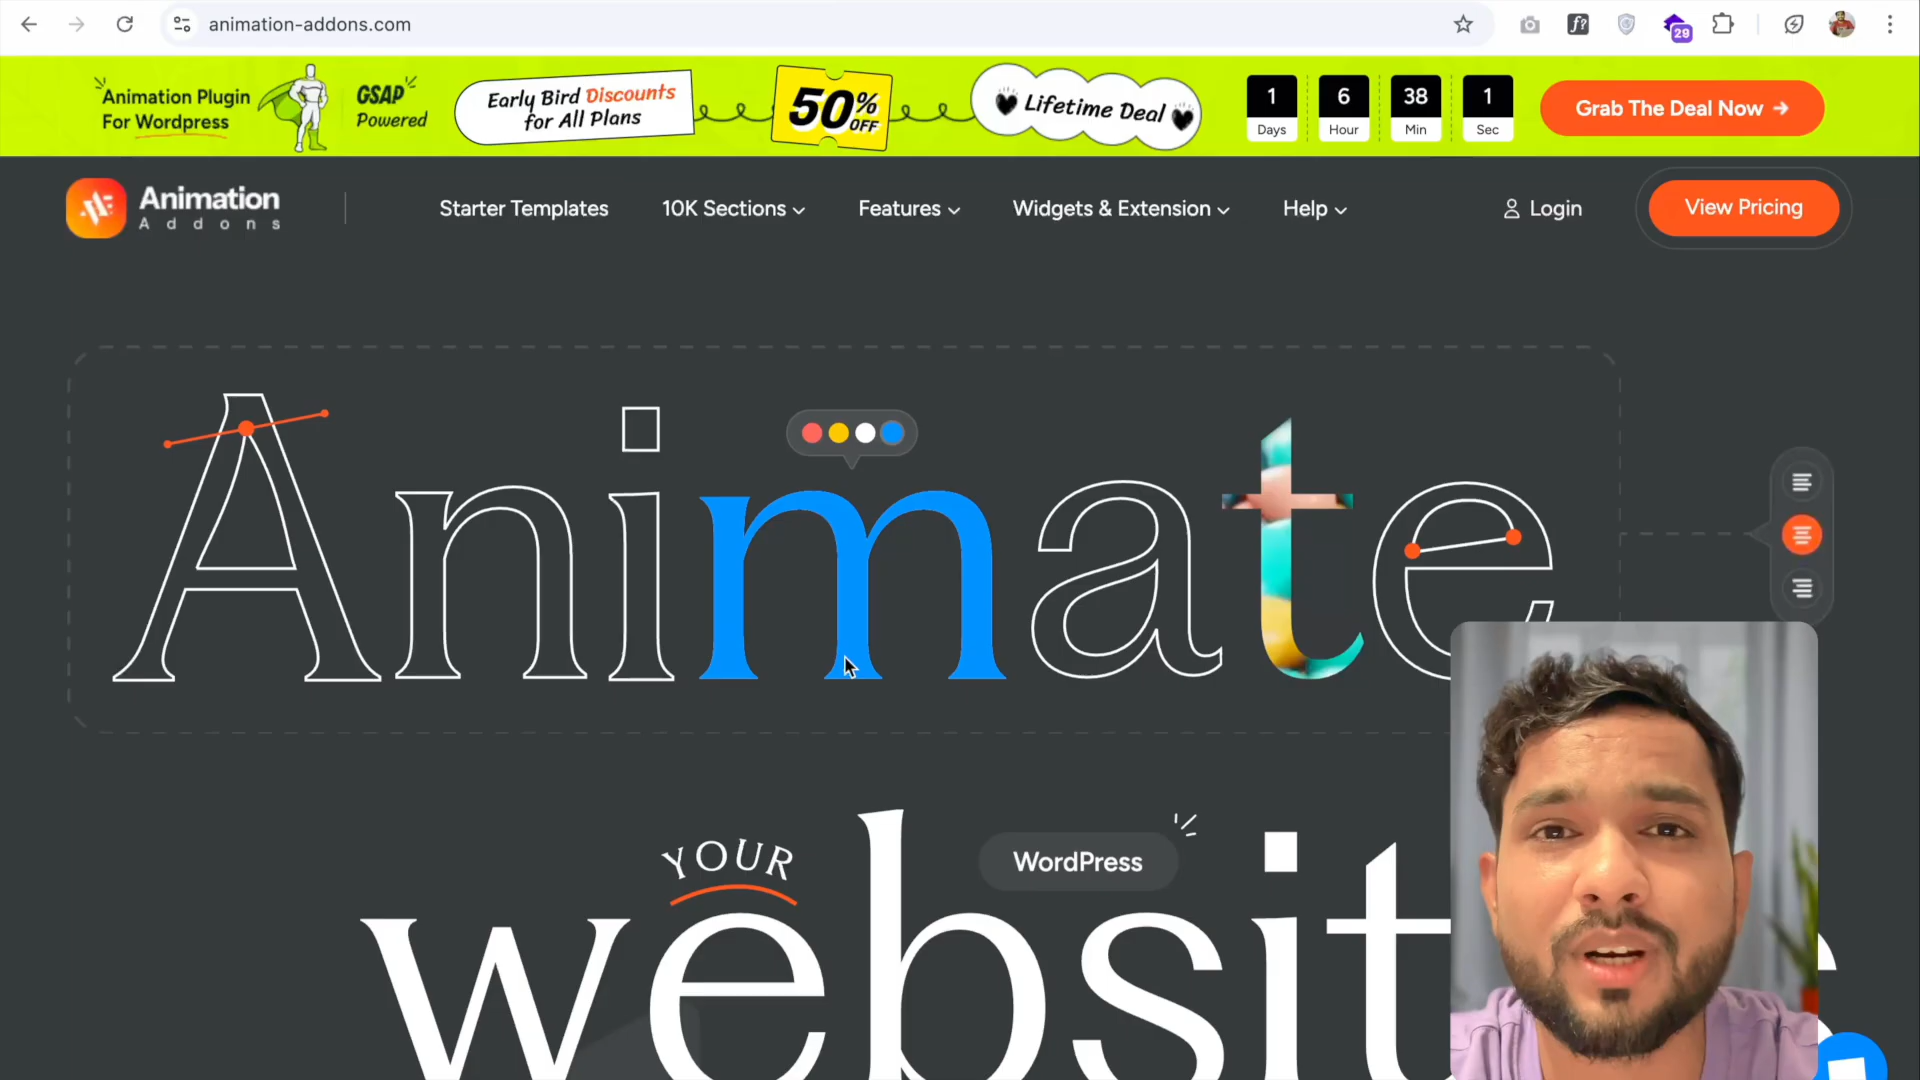 animation-addons.com
29
Animation Plugin
For Wordpress
GSAP
Powered
Early Bird Discounts
for All Plans
50%
OFF
Lifetime Deal
1
Days
6
Hour
38
Min
1
Sec
Grab The Deal Now →
Animation
Addons
Starter Templates
10K Sections
Features
Widgets & Extension
Help
Login
View Pricing
Animate
YOUR
WordPress
websit